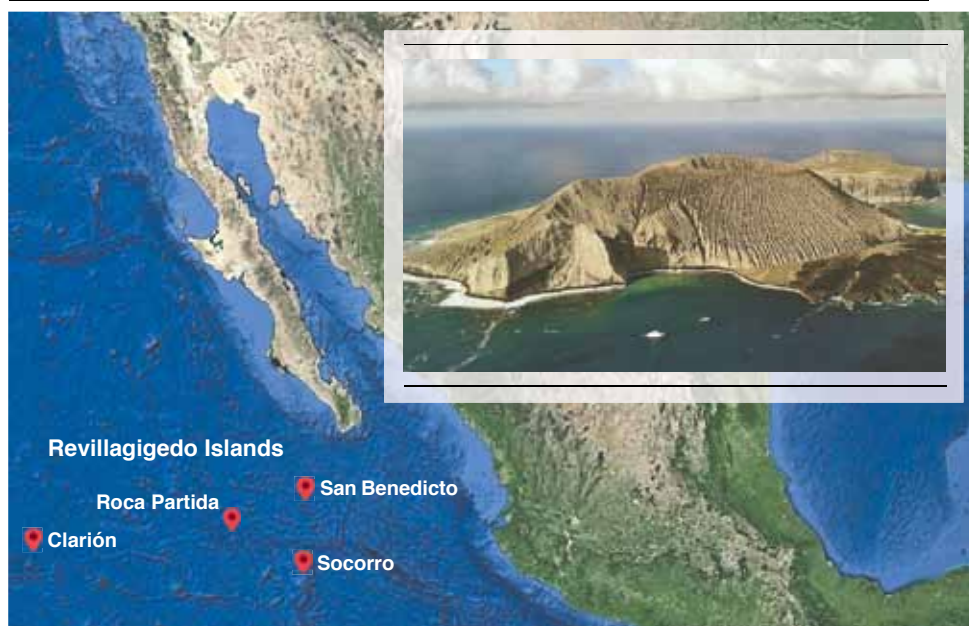 Revillagigedo Islands
San Benedicto
Roca Partida
Clarión
Socorro